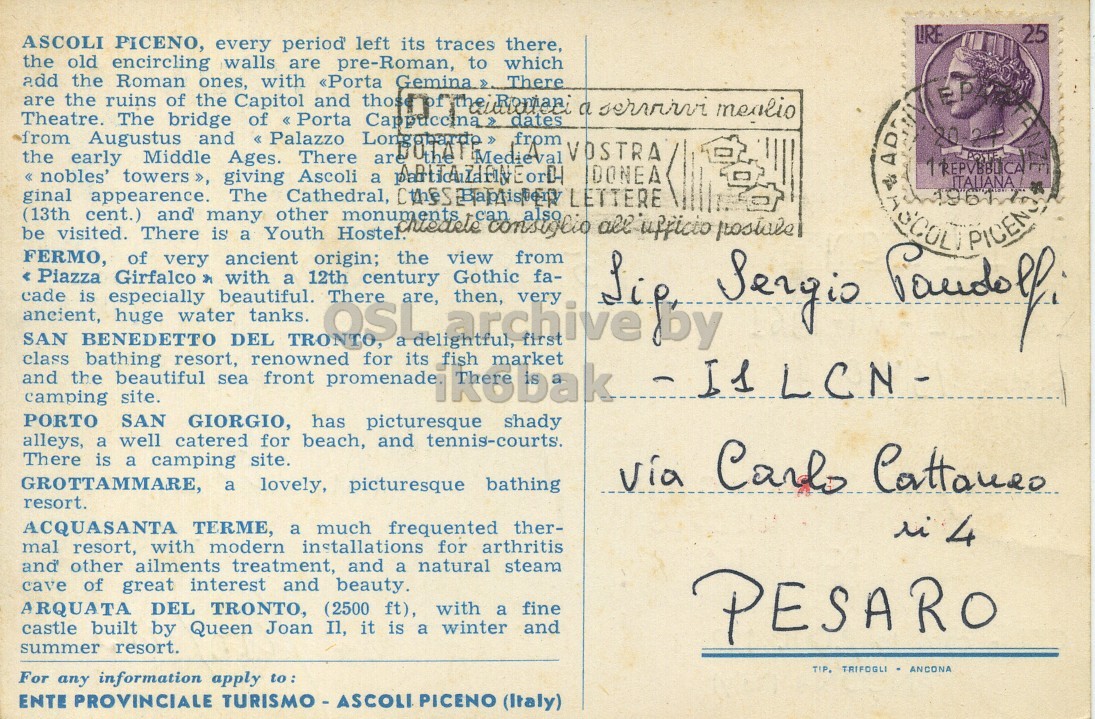 ASCOLI PICENO, every period left its traces there,
the old encircling walls are pre-Roman, to which
add the Roman ones, with «Porta Gemina». There
are the ruins of the Capitol and those of the Roman
Theatre. The bridge of «Porta Cappuccina» dates
from Augustus and «Palazzo Longobardo» from
the early Middle Ages. There are the Medieval
«nobles' towers», giving Ascoli a particularly ori-
ginal appearence. The Cathedral, the Baptistery
(13th cent.) and many other monuments can also
be visited. There is a Youth Hostel.
FERMO, of very ancient origin; the view from
«Piazza Girfalco» with a 12th century Gothic fa-
cade is especially beautiful. There are, then, very
ancient, huge water tanks.
SAN BENEDETTO DEL TRONTO, a delightful, first
class bathing resort, renowned for its fish market
and the beautiful sea front promenade. There is a
camping site.
PORTO SAN GIORGIO, has picturesque shady
alleys, a well catered for beach, and tennis-courts.
There is a camping site.
GROTTAMMARE, a lovely, picturesque bathing
resort.
ACQUASANTA TERME, a much frequented ther-
mal resort, with modern installations for arthritis
and other ailments treatment, and a natural steam
cave of great interest and beauty.
ARQUATA DEL TRONTO, (2500 ft), with a fine
castle built by Queen Joan II, it is a winter and
summer resort.
For any information apply to:
ENTE PROVINCIALE TURISMO - ASCOLI PICENO (Italy)
PT aiutateci a servirvi meglio
DOTATE LA VOSTRA
ABITAZIONE DI IDONEA
CASSETTA PER LETTERE
chiedete consiglio all'ufficio postale
LIRE 25
POSTE
REPVBBLICA
ITALIANA
ASCOLI PICENO
20-21
1961
Sig. Sergio Pandolfi
- I1 LCN -
via Carlo Cattaneo
n 4
PESARO
TIP. TRIFOGLI - ANCONA
QSL archive by
ik6bak